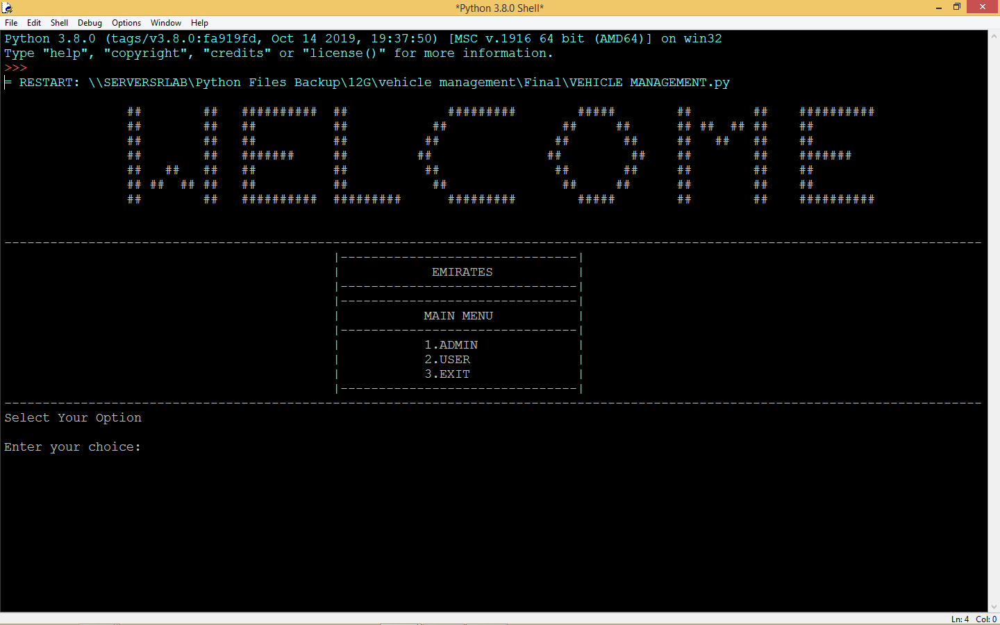 *Python 3.8.0 Shell*
File Edit Shell Debug Options Window Help
Python 3.8.0 (tags/v3.8.0:fa919fd, Oct 14 2019, 19:37:50) [MSC v.1916 64 bit (AMD64)] on win32
Type "help", "copyright", "credits" or "license()" for more information.
>>>
= RESTART: \\SERVERSRLAB\Python Files Backup\12G\vehicle management\Final\VEHICLE MANAGEMENT.py
WELCOME
EMIRATES
MAIN MENU
1.ADMIN
2.USER
3.EXIT
Select Your Option
Enter your choice:
Ln: 4 Col: 0